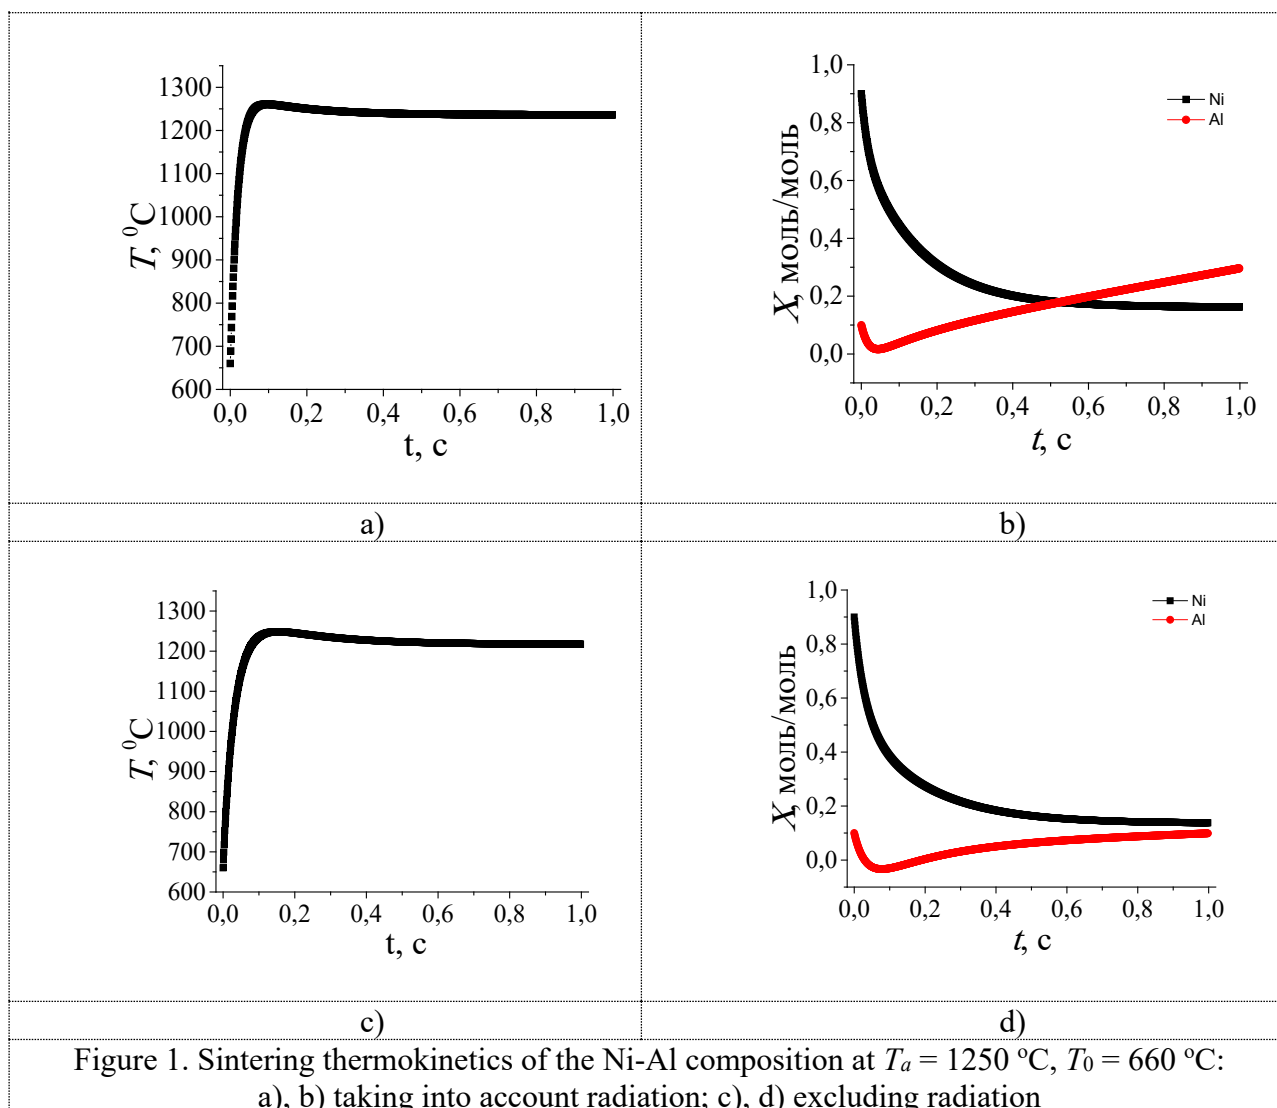 1300
1200
1100
1000
900
800
700
600
T, ⁰C
0,0 0,2 0,4 0,6 0,8 1,0
t, c
a)
1,0
0,8
0,6
0,4
0,2
0,0
X, моль/моль
Ni
Al
0,0 0,2 0,4 0,6 0,8 1,0
t, c
b)
1300
1200
1100
1000
900
800
700
600
T, ⁰C
0,0 0,2 0,4 0,6 0,8 1,0
t, c
c)
1,0
0,8
0,6
0,4
0,2
0,0
X, моль/моль
Ni
Al
0,0 0,2 0,4 0,6 0,8 1,0
t, c
d)
Figure 1. Sintering thermokinetics of the Ni-Al composition at Tₐ = 1250 ºC, T₀ = 660 ºC:
a), b) taking into account radiation; c), d) excluding radiation